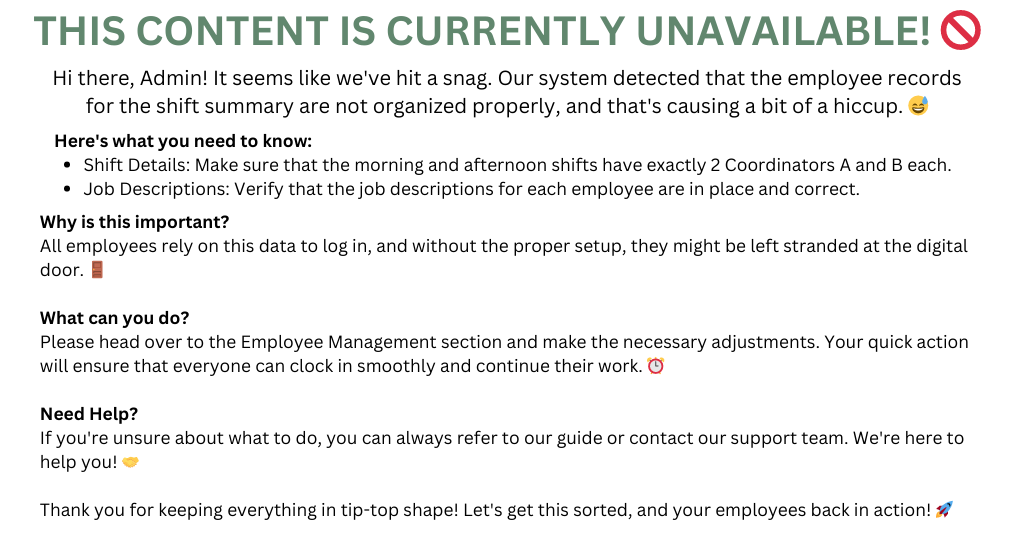 THIS CONTENT IS CURRENTLY UNAVAILABLE! 🚫
Hi there, Admin! It seems like we've hit a snag. Our system detected that the employee records
for the shift summary are not organized properly, and that's causing a bit of a hiccup. 😅
Here's what you need to know:
• Shift Details: Make sure that the morning and afternoon shifts have exactly 2 Coordinators A and B each.
• Job Descriptions: Verify that the job descriptions for each employee are in place and correct.
Why is this important?
All employees rely on this data to log in, and without the proper setup, they might be left stranded at the digital
door. 🚪
What can you do?
Please head over to the Employee Management section and make the necessary adjustments. Your quick action
will ensure that everyone can clock in smoothly and continue their work. ⏰
Need Help?
If you're unsure about what to do, you can always refer to our guide or contact our support team. We're here to
help you! 🤝
Thank you for keeping everything in tip-top shape! Let's get this sorted, and your employees back in action! 🚀